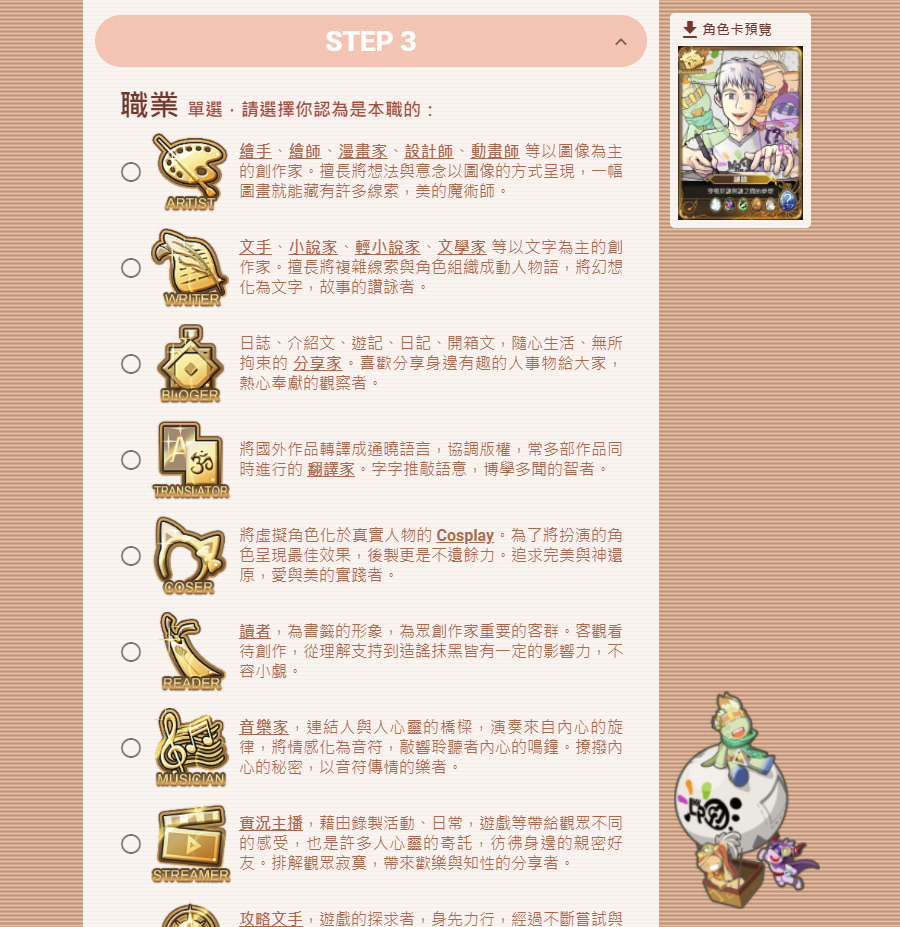 STEP 3
角色卡預覽
職業 單選．請選擇你認為是本職的：
ARTIST
繪手、繪師、漫畫家、設計師、動畫師 等以圖像為主
的創作家。擅長將想法與意念以圖像的方式呈現，一幅
圖畫就能藏有許多線索，美的魔術師。
WRITER
文手、小說家、輕小說家、文學家 等以文字為主的創
作家。擅長將複雜線索與角色組織成動人物語，將幻想
化為文字，故事的讚詠者。
BLOGER
日誌、介紹文、遊記、日記、開箱文，隨心生活、無所
拘束的 分享家。喜歡分享身邊有趣的人事物給大家，
熱心奉獻的觀察者。
TRANSLATOR
將國外作品轉譯成通曉語言，協調版權，常多部作品同
時進行的 翻譯家。字字推敲語意，博學多聞的智者。
COSER
將虛擬角色化於真實人物的 Cosplay。為了將扮演的角
色呈現最佳效果，後製更是不遺餘力。追求完美與神還
原，愛與美的實踐者。
READER
讀者，為書籤的形象，為眾創作家重要的客群。客觀看
待創作，從理解支持到造謠抹黑皆有一定的影響力，不
容小覷。
MUSICIAN
音樂家，連結人與人心靈的橋樑，演奏來自內心的旋
律，將情感化為音符，敲響聆聽者內心的鳴鐘。撩撥內
心的秘密，以音符傳情的樂者。
STREAMER
實況主播，藉由錄製活動、日常，遊戲等帶給觀眾不同
的感受，也是許多人心靈的寄託，彷彿身邊的親密好
友。排解觀眾寂寞，帶來歡樂與知性的分享者。
攻略文手，遊戲的探求者，身先力行，經過不斷嘗試與